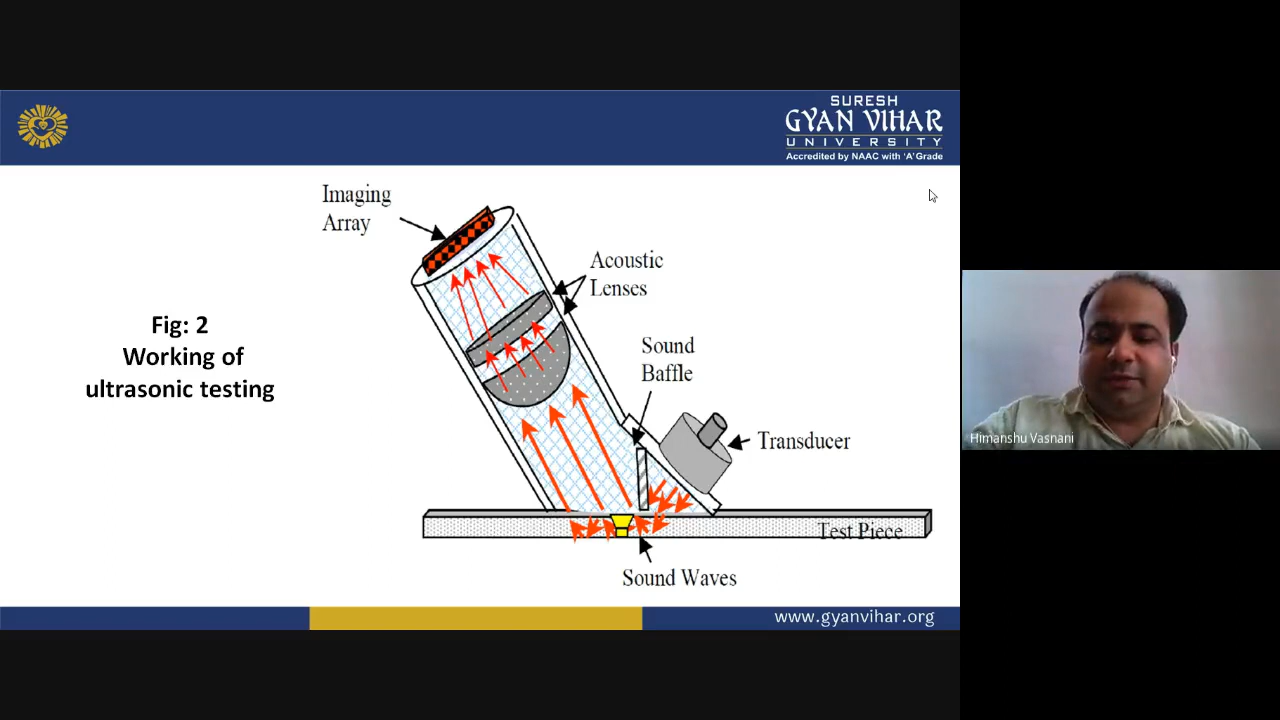 SURESH
GYAN VIHAR
UNIVERSITY
Accredited by NAAC with 'A' Grade
Imaging
Array
Acoustic
Lenses
Fig: 2
Working of
ultrasonic testing
Sound
Baffle
Transducer
Himanshu Vasnani
Test Piece
Sound Waves
www.gyanvihar.org